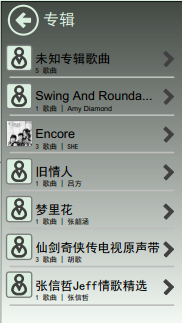 专辑
未知专辑歌曲
5 歌曲
Swing And Rounda...
1 歌曲 | Amy Diamond
Encore
3 歌曲 | SHE
旧情人
1 歌曲 | 吕方
梦里花
1 歌曲 | 张韶涵
仙剑奇侠传电视原声带
3 歌曲 | 胡歌
张信哲Jeff情歌精选
1 歌曲 | 张信哲